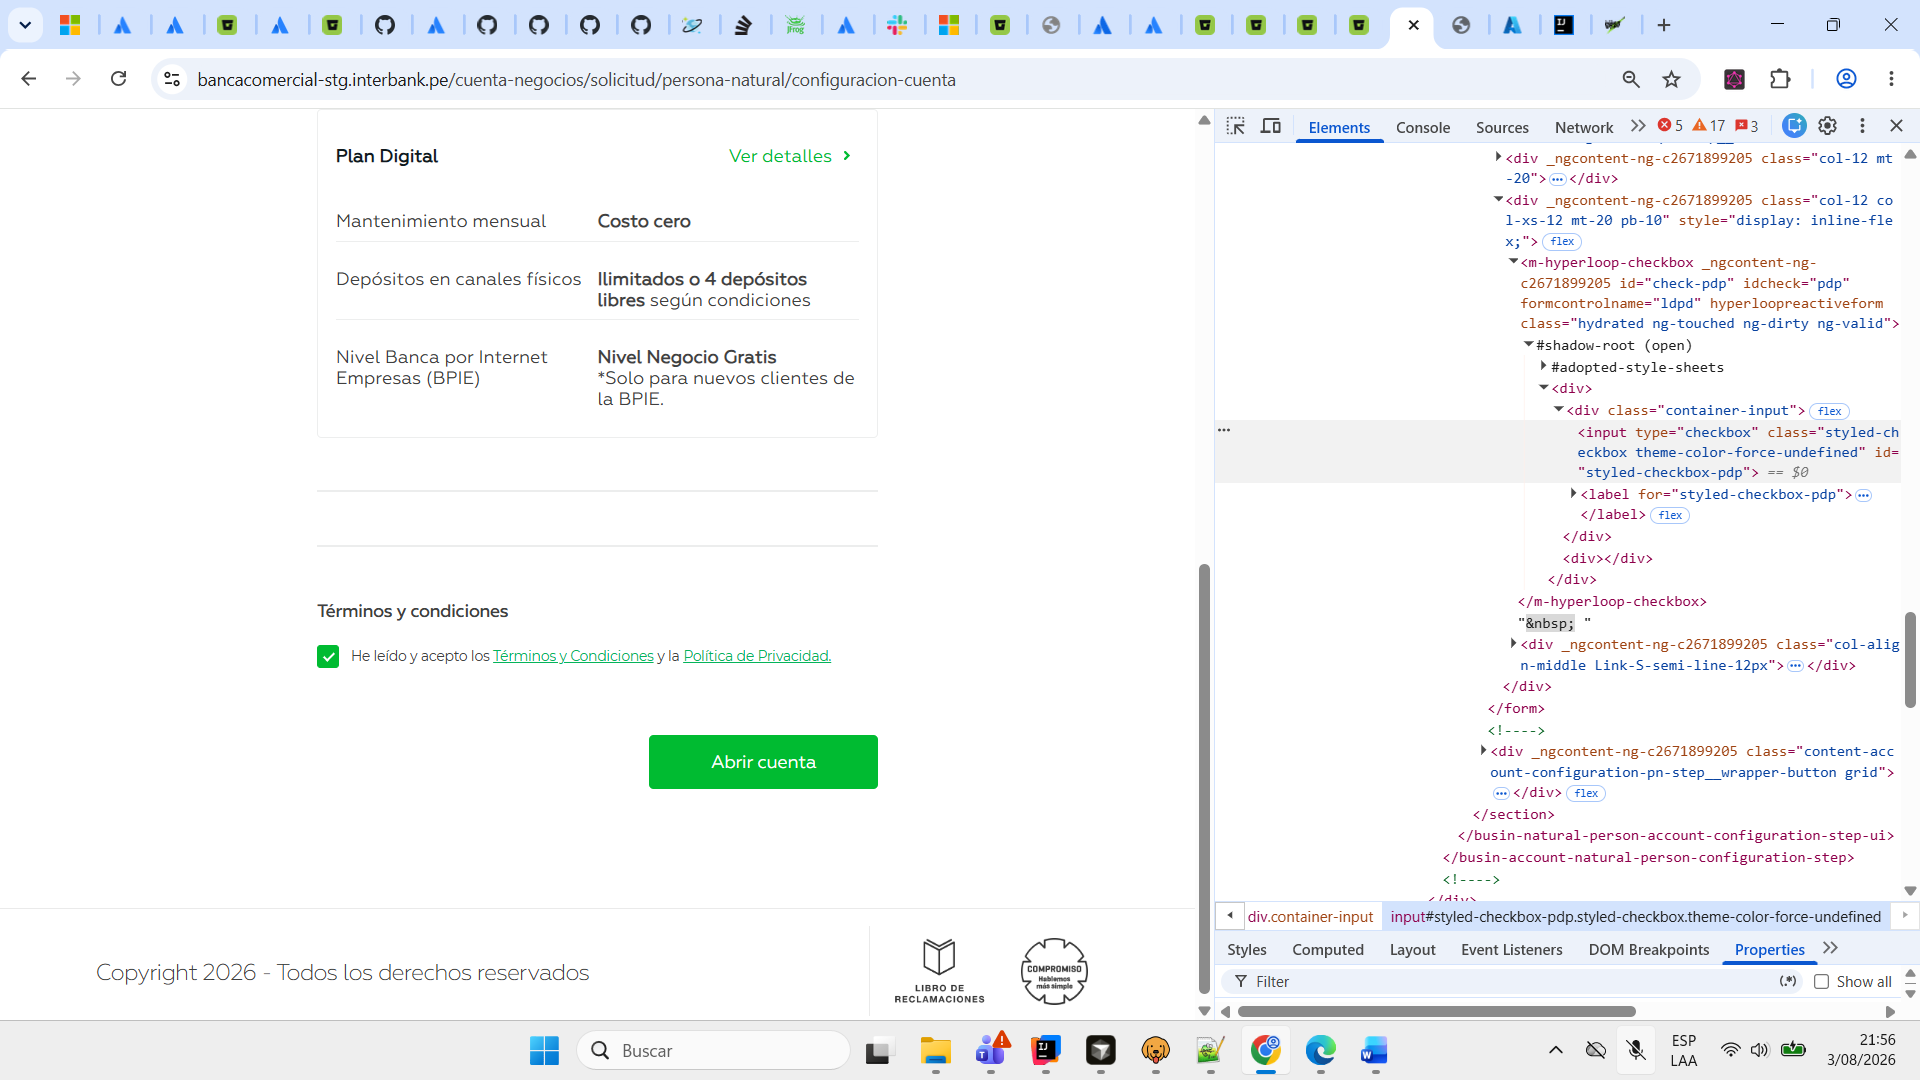 bancacomercial-stg.interbank.pe/cuenta-negocios/solicitud/persona-natural/configuracion-cuenta
Plan Digital
Ver detalles
Mantenimiento mensual
Costo cero
Depósitos en canales físicos
Ilimitados o 4 depósitos
libres según condiciones
Nivel Banca por Internet
Empresas (BPIE)
Nivel Negocio Gratis
*Solo para nuevos clientes de
la BPIE.
Términos y condiciones
He leído y acepto los Términos y Condiciones y la Política de Privacidad.
Abrir cuenta
Copyright 2026 - Todos los derechos reservados
LIBRO DE
RECLAMACIONES
COMPROMISO
Hablemos
más simple
Elements
Console
Sources
Network
5
17
3
<div _ngcontent-ng-c2671899205 class="col-12 mt
-20"> </div>
<div _ngcontent-ng-c2671899205 class="col-12 co
l-xs-12 mt-20 pb-10" style="display: inline-fle
x;"> flex
<m-hyperloop-checkbox _ngcontent-ng-
c2671899205 id="check-pdp" idcheck="pdp"
formcontrolname="ldpd" hyperloopreactiveform
class="hydrated ng-touched ng-dirty ng-valid">
#shadow-root (open)
#adopted-style-sheets
<div>
<div class="container-input"> flex
<input type="checkbox" class="styled-ch
eckbox theme-color-force-undefined" id=
"styled-checkbox-pdp"> == $0
<label for="styled-checkbox-pdp">
</label> flex
</div>
<div></div>
</div>
</m-hyperloop-checkbox>
"&nbsp; "
<div _ngcontent-ng-c2671899205 class="col-alig
n-middle Link-S-semi-line-12px"> </div>
</div>
</form>
<!---->
<div _ngcontent-ng-c2671899205 class="content-acc
ount-configuration-pn-step__wrapper-button grid">
</div> flex
</section>
</busin-natural-person-account-configuration-step-ui>
</busin-account-natural-person-configuration-step>
<!---->
</div>
div.container-input
input#styled-checkbox-pdp.styled-checkbox.theme-color-force-undefined
Styles
Computed
Layout
Event Listeners
DOM Breakpoints
Properties
Filter
(.*)
Show all
Buscar
ESP
LAA
21:56
3/08/2026